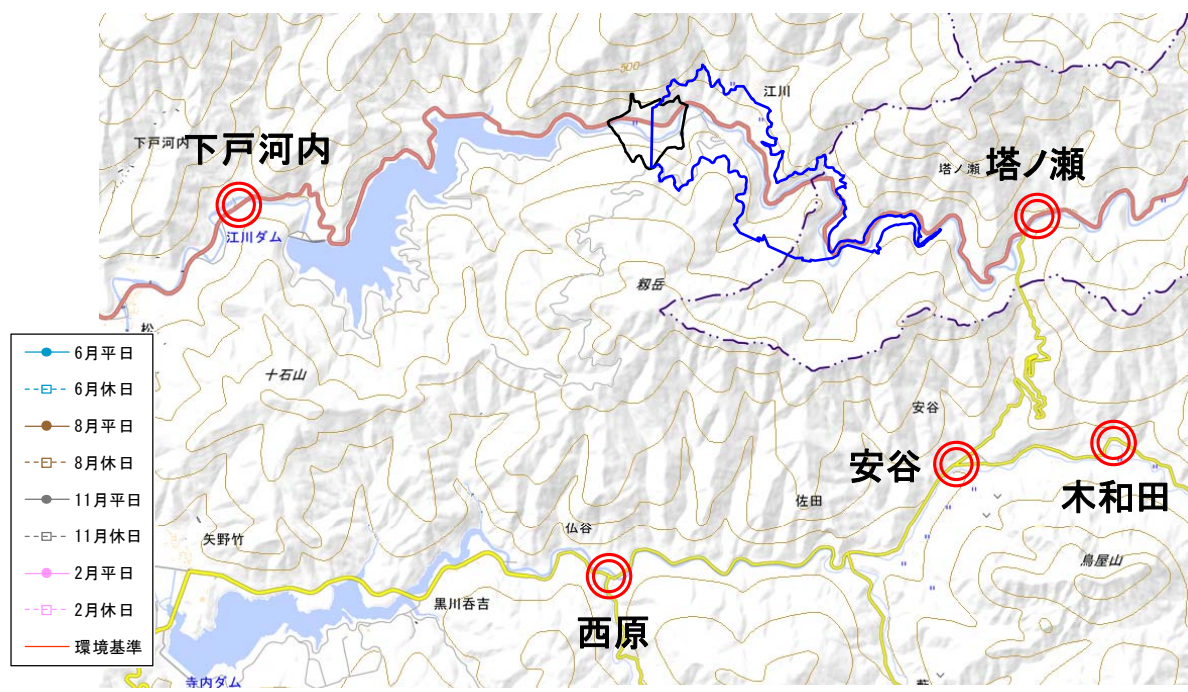 500
江川
下戸河内
下戸河内
塔ノ瀬
塔ノ瀬
江川ダム
籾岳
松
6月平日
6月休日
8月平日
8月休日
11月平日
11月休日
2月平日
2月休日
環境基準
十石山
安谷
安谷
木和田
佐田
仏谷
矢野竹
鳥屋山
黒川呑吉
西原
寺内ダム